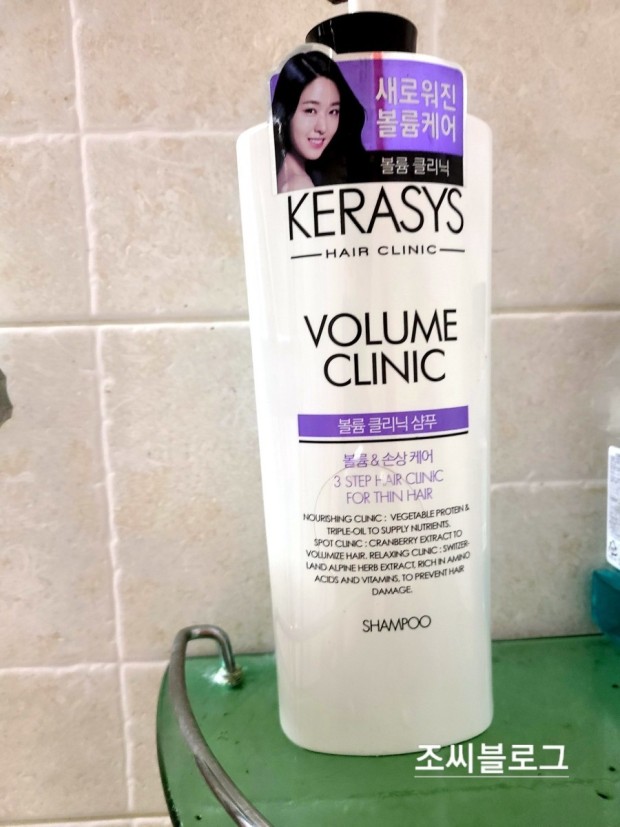 새로워진
볼륨케어
볼륨 클리닉
KERASYS
HAIR CLINIC
VOLUME
CLINIC
볼륨 클리닉 샴푸
볼륨 & 손상 케어
3 STEP HAIR CLINIC
FOR THIN HAIR
NOURISHING CLINIC : VEGETABLE PROTEIN &
TRIPLE-OIL TO SUPPLY NUTRIENTS.
SPOT CLINIC : CRANBERRY EXTRACT TO
VOLUMIZE HAIR. RELAXING CLINIC : SWITZER-
LAND ALPINE HERB EXTRACT, RICH IN AMINO
ACIDS AND VITAMINS, TO PREVENT HAIR
DAMAGE.
SHAMPOO
조씨블로그